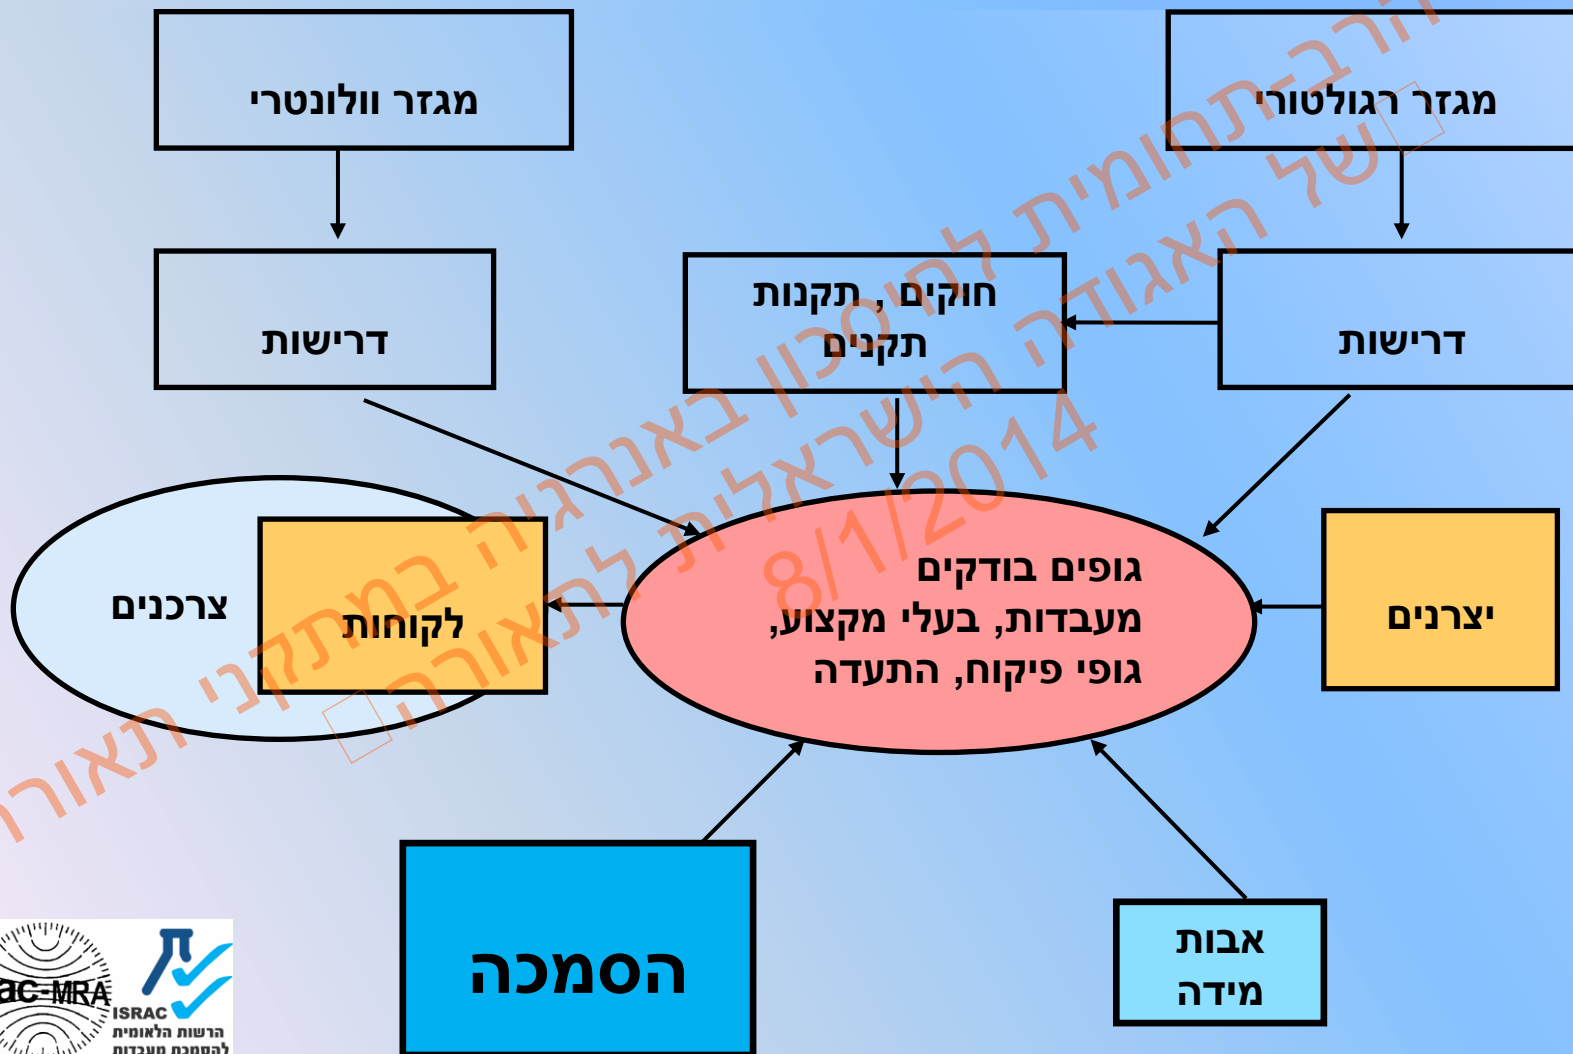 מגזר רגולטורי
מגזר וולונטרי
דרישות
חוקים , תקנות
תקנים
דרישות
יצרנים
גופים בודקים
מעבדות, בעלי מקצוע,
גופי פיקוח, התעדה
לקוחות
צרכנים
אבות
מידה
הסמכה
ac-MRA
ISRAC
הרשות הלאומית
להסמכת מעבדות
הרב-תחומית לחיסכון באנרגיה במתקני תאורה
של האגודה הישראלית לתאורה
8/1/2014